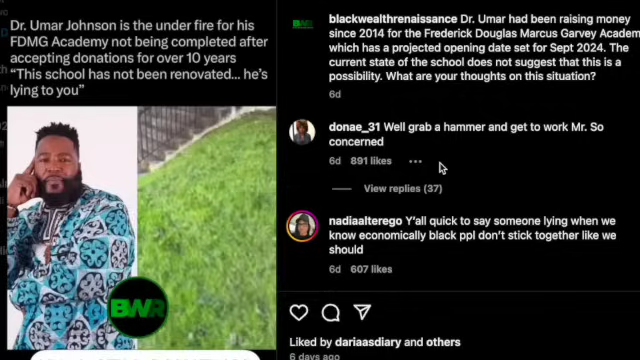 Dr. Umar Johnson is the under fire for his
FDMG Academy not being completed after
accepting donations for over 10 years
“This school has not been renovated... he’s
lying to you”
BWR
blackwealthrenaissance Dr. Umar had been raising money
since 2014 for the Frederick Douglas Marcus Garvey Academ
which has a projected opening date set for Sept 2024. The
current state of the school does not suggest that this is a
possibility. What are your thoughts on this situation?
6d
donae_31 Well grab a hammer and get to work Mr. So
concerned
6d 891 likes ...
View replies (37)
nadiaalterego Y’all quick to say someone lying when we
know economically black ppl don’t stick together like we
should
6d 607 likes
Liked by dariaasdiary and others
6 days ago